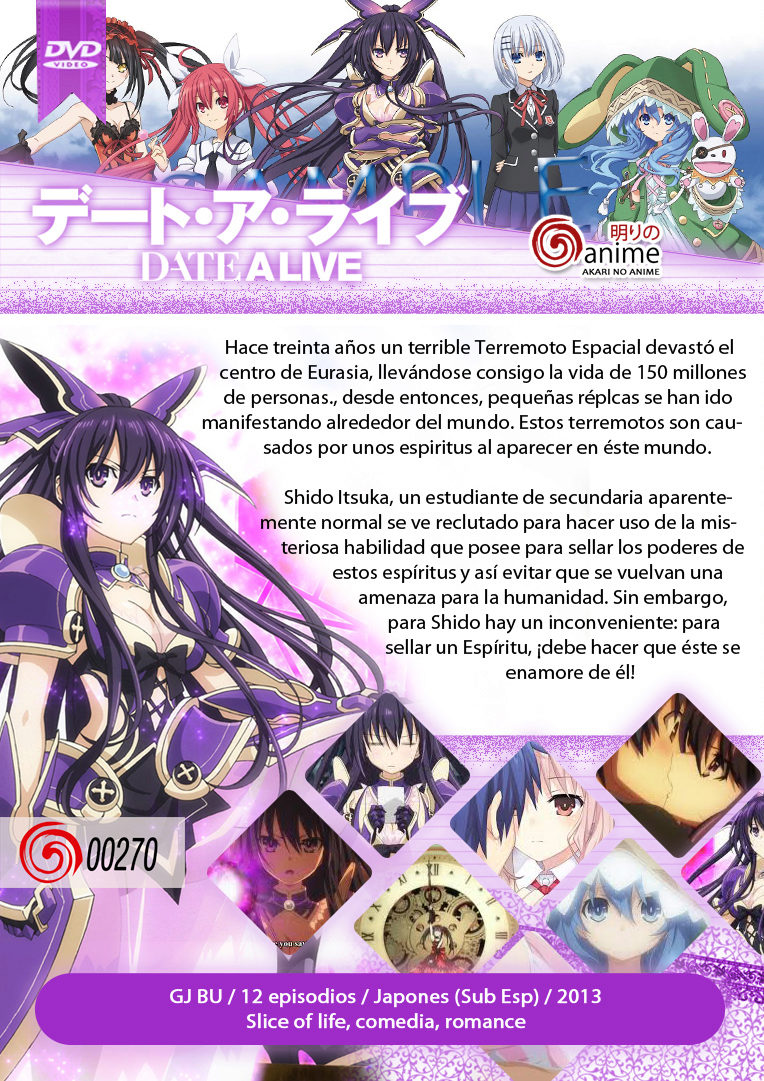 DVD
VIDEO
SAMPLE
デート・ア・ライブ
DATE A LIVE
明りの
anime
AKARI NO ANIME
Hace treinta años un terrible Terremoto Espacial devastó el
centro de Eurasia, llevándose consigo la vida de 150 millones
de personas., desde entonces, pequeñas réplcas se han ido
manifestando alrededor del mundo. Estos terremotos son cau-
sados por unos espiritus al aparecer en éste mundo.
Shido Itsuka, un estudiante de secundaria aparente-
mente normal se ve reclutado para hacer uso de la mis-
teriosa habilidad que posee para sellar los poderes de
estos espíritus y así evitar que se vuelvan una
amenaza para la humanidad. Sin embargo,
para Shido hay un inconveniente: para
sellar un Espíritu, ¡debe hacer que éste se
enamore de él!
00270
you say
GJ BU / 12 episodios / Japones (Sub Esp) / 2013
Slice of life, comedia, romance